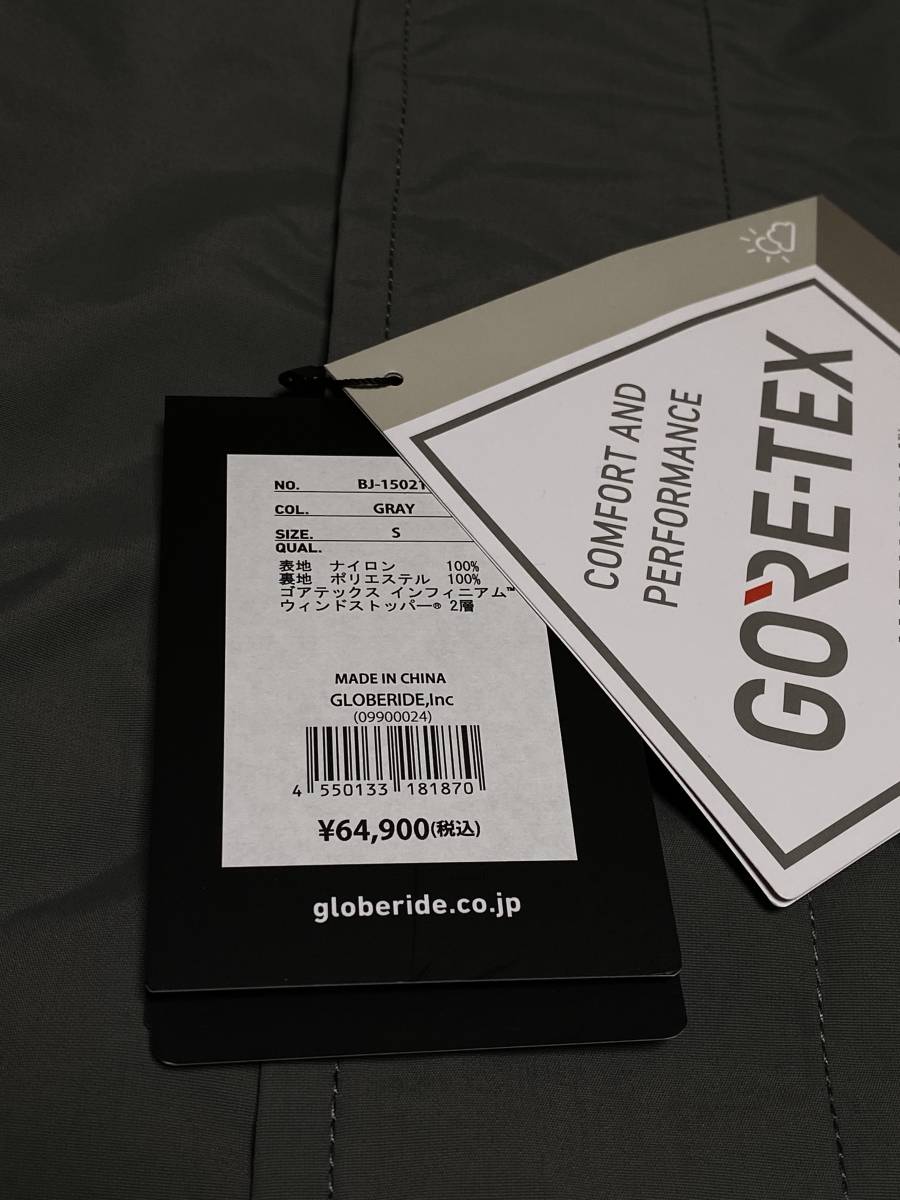 NO. BJ-1502
COL. GRAY
SIZE. S
QUAL.
表地 ナイロン 100%
裏地 ポリエステル 100%
ゴアテックス インフィニアム™
ウィンドストッパー® 2層
MADE IN CHINA
GLOBERIDE,Inc
(09900024)
4 550133 181870
¥64,900(税込)
globeride.co.jp
COMFORT AND
PERFORMANCE
GORE-TEX